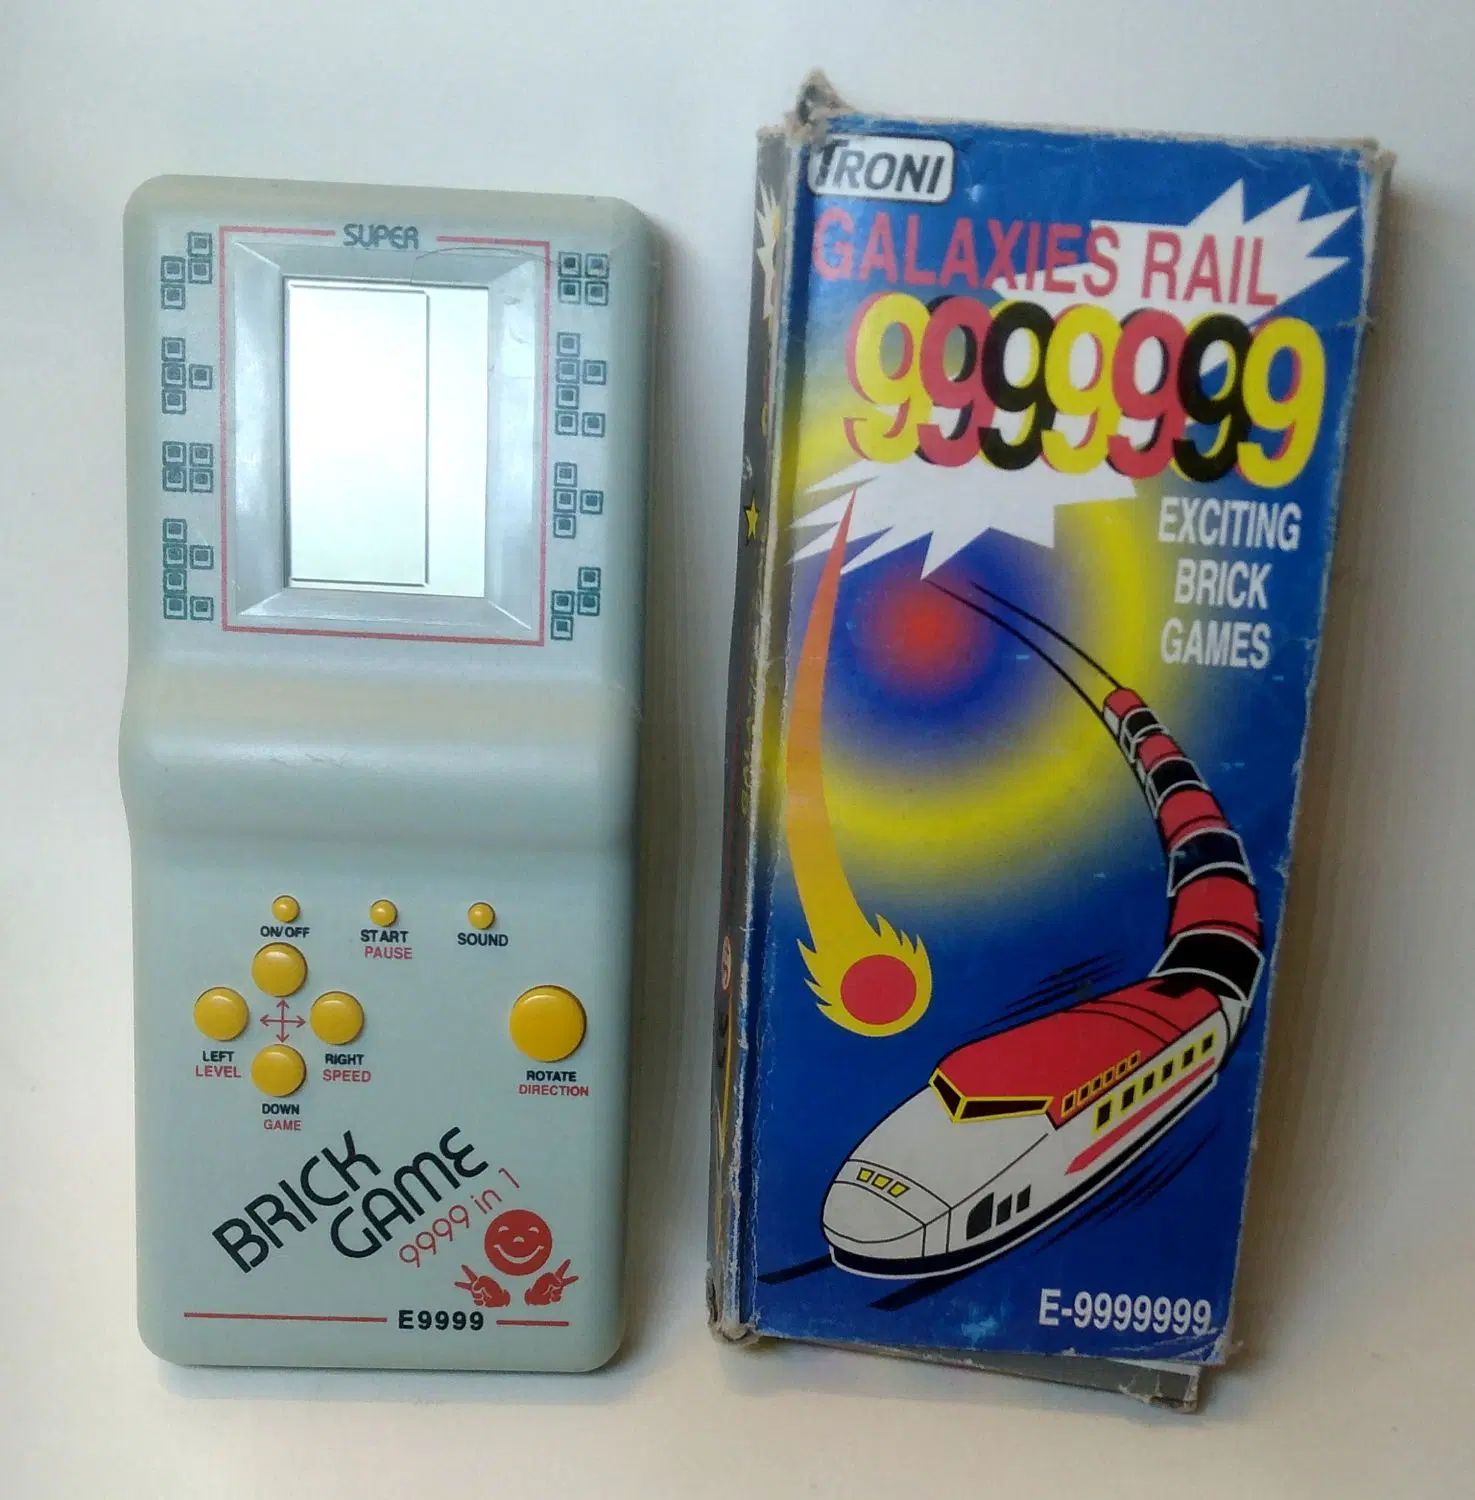 SUPER
ON/OFF
START
PAUSE
SOUND
LEFT
LEVEL
RIGHT
SPEED
DOWN
GAME
ROTATE
DIRECTION
BRICK
GAME
9999 in 1
E9999
TRONI
GALAXIES RAIL
9999999
EXCITING
BRICK
GAMES
E-9999999